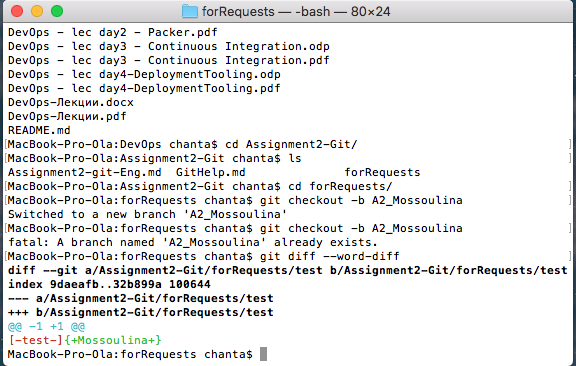 forRequests — -bash — 80×24
DevOps - lec day2 - Packer.pdf
DevOps - lec day3 - Continuous Integration.odp
DevOps - lec day3 - Continuous Integration.pdf
DevOps - lec day4-DeploymentTooling.odp
DevOps - lec day4-DeploymentTooling.pdf
DevOps-Лекции.docx
DevOps-Лекции.pdf
README.md
[MacBook-Pro-Ola:DevOps chanta$ cd Assignment2-Git/ ]
[MacBook-Pro-Ola:Assignment2-Git chanta$ ls ]
Assignment2-git-Eng.md GitHelp.md forRequests
[MacBook-Pro-Ola:Assignment2-Git chanta$ cd forRequests/ ]
[MacBook-Pro-Ola:forRequests chanta$ git checkout -b A2_Mossoulina ]
Switched to a new branch 'A2_Mossoulina'
[MacBook-Pro-Ola:forRequests chanta$ git checkout -b A2_Mossoulina ]
fatal: A branch named 'A2_Mossoulina' already exists.
[MacBook-Pro-Ola:forRequests chanta$ git diff --word-diff ]
diff --git a/Assignment2-Git/forRequests/test b/Assignment2-Git/forRequests/test
index 9daeafb..32b899a 100644
--- a/Assignment2-Git/forRequests/test
+++ b/Assignment2-Git/forRequests/test
@@ -1 +1 @@
[-test-]{+Mossoulina+}
MacBook-Pro-Ola:forRequests chanta$